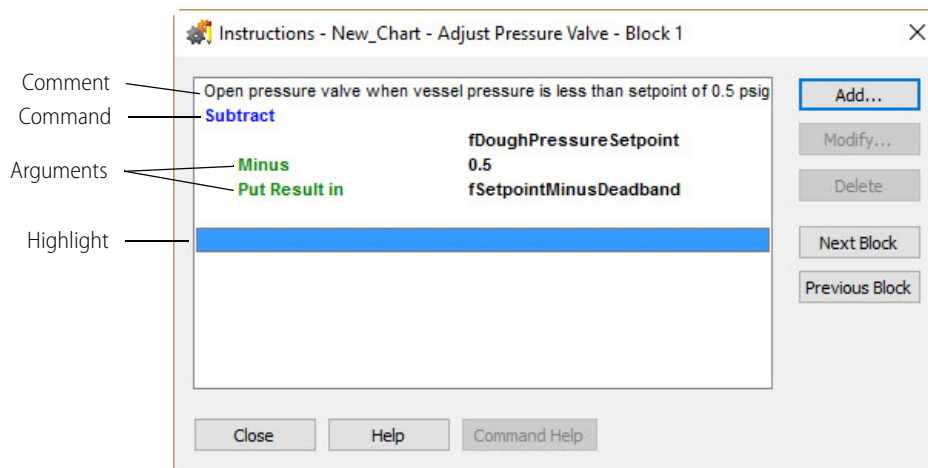 Instructions - New_Chart - Adjust Pressure Valve - Block 1
Comment
Open pressure valve when vessel pressure is less than setpoint of 0.5 psig
Add...
Command
Subtract
fDoughPressureSetpoint
Modify...
Arguments
Minus 0.5
Put Result in fSetpointMinusDeadband
Delete
Highlight
Next Block
Previous Block
Close
Help
Command Help